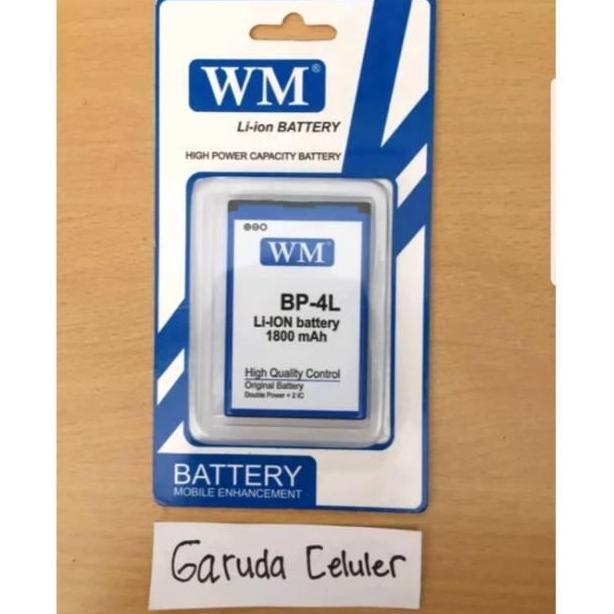 WM®
Li-ion BATTERY
HIGH POWER CAPACITY BATTERY
WM
BP-4L
Li-ION battery
1800 mAh
High Quality Control
Original Battery
Double Power + 2 IC
BATTERY
MOBILE ENHANCEMENT
Garuda Celuler